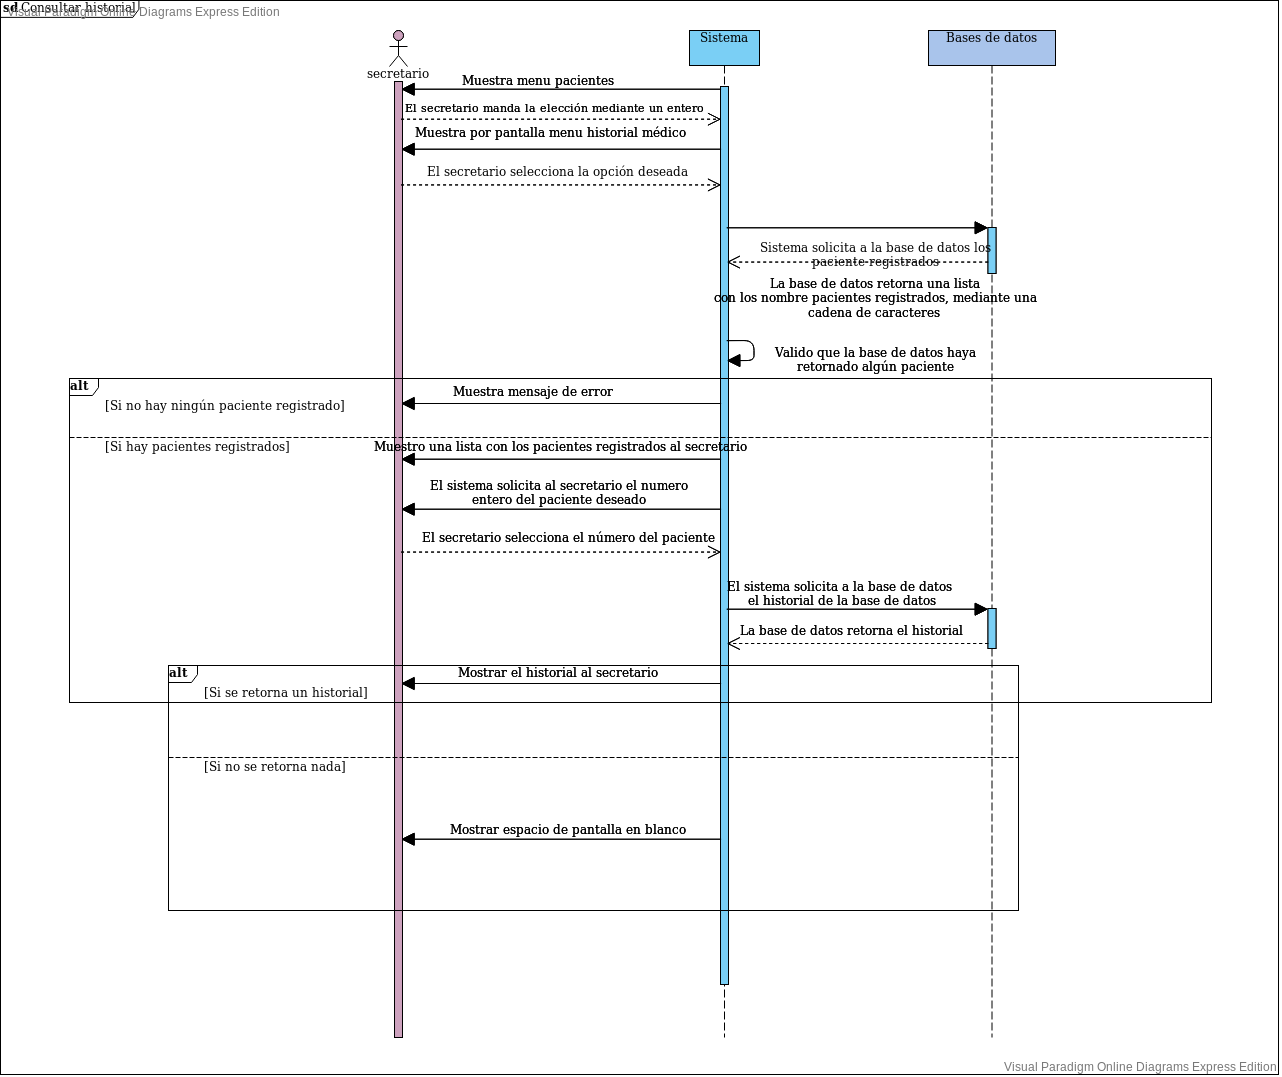 sd Consultar historial
Visual Paradigm Online Diagrams Express Edition
secretario
Sistema
Bases de datos
Muestra menu pacientes
El secretario manda la elección mediante un entero
Muestra por pantalla menu historial médico
El secretario selecciona la opción deseada
Sistema solicita a la base de datos los
paciente registrados
La base de datos retorna una lista
con los nombre pacientes registrados, mediante una
cadena de caracteres
Valido que la base de datos haya
retornado algún paciente
alt
Muestra mensaje de error
[Si no hay ningún paciente registrado]
[Si hay pacientes registrados]
Muestro una lista con los pacientes registrados al secretario
El sistema solicita al secretario el numero
entero del paciente deseado
El secretario selecciona el número del paciente
El sistema solicita a la base de datos
el historial de la base de datos
La base de datos retorna el historial
alt
Mostrar el historial al secretario
[Si se retorna un historial]
[Si no se retorna nada]
Mostrar espacio de pantalla en blanco
Visual Paradigm Online Diagrams Express Edition